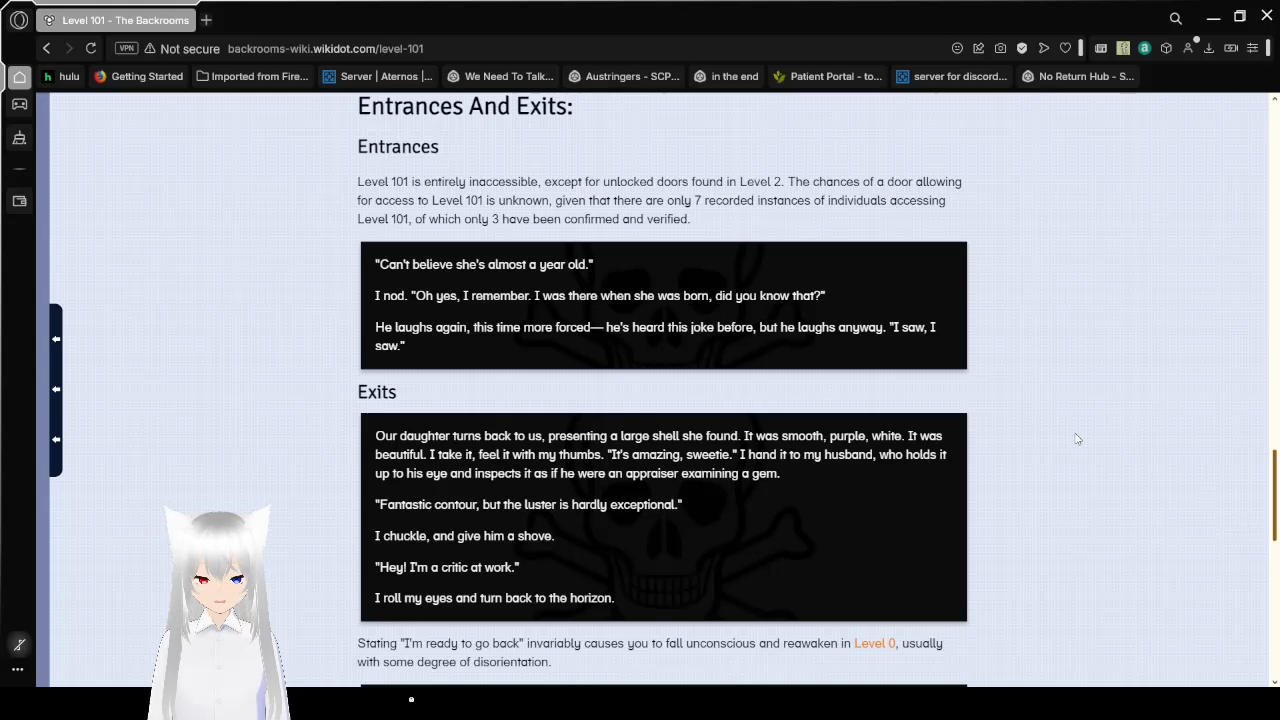 Level 101 - The Backrooms
VPN Not secure backrooms-wiki.wikidot.com/level-101
hulu Getting Started Imported from Fire... Server | Aternos |... We Need To Talk... Austringers - SCP... in the end Patient Portal - to... server for discord... No Return Hub - S...
Entrances And Exits:
Entrances
Level 101 is entirely inaccessible, except for unlocked doors found in Level 2. The chances of a door allowing
for access to Level 101 is unknown, given that there are only 7 recorded instances of individuals accessing
Level 101, of which only 3 have been confirmed and verified.
"Can't believe she's almost a year old."
I nod. "Oh yes, I remember. I was there when she was born, did you know that?"
He laughs again, this time more forced— he's heard this joke before, but he laughs anyway. "I saw, I
saw."
Exits
Our daughter turns back to us, presenting a large shell she found. It was smooth, purple, white. It was
beautiful. I take it, feel it with my thumbs. "It's amazing, sweetie." I hand it to my husband, who holds it
up to his eye and inspects it as if he were an appraiser examining a gem.
"Fantastic contour, but the luster is hardly exceptional."
I chuckle, and give him a shove.
"Hey! I'm a critic at work."
I roll my eyes and turn back to the horizon.
Stating "I'm ready to go back" invariably causes you to fall unconscious and reawaken in Level 0, usually
with some degree of disorientation.